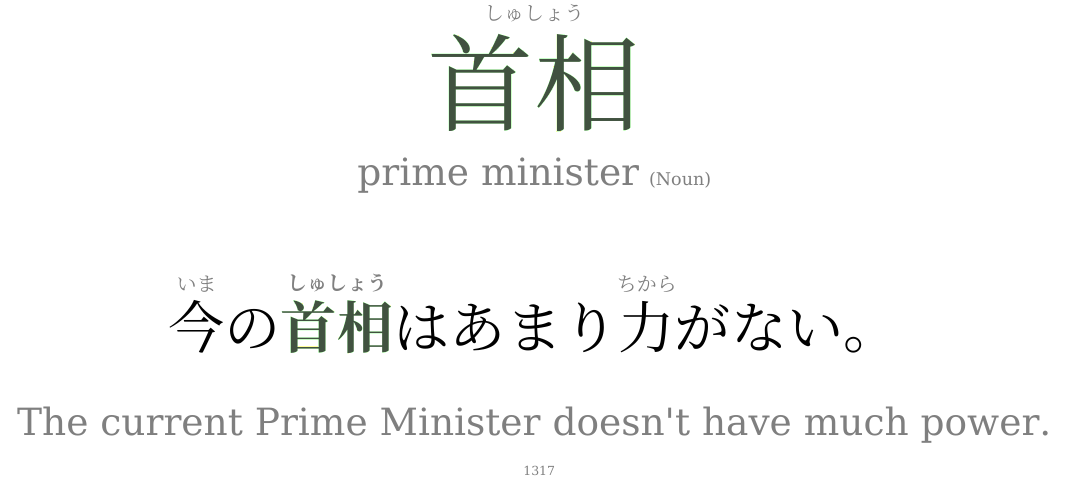 しゅしょう
首相
prime minister (Noun)
いま しゅしょう ちから
今の首相はあまり力がない。
The current Prime Minister doesn't have much power.
1317